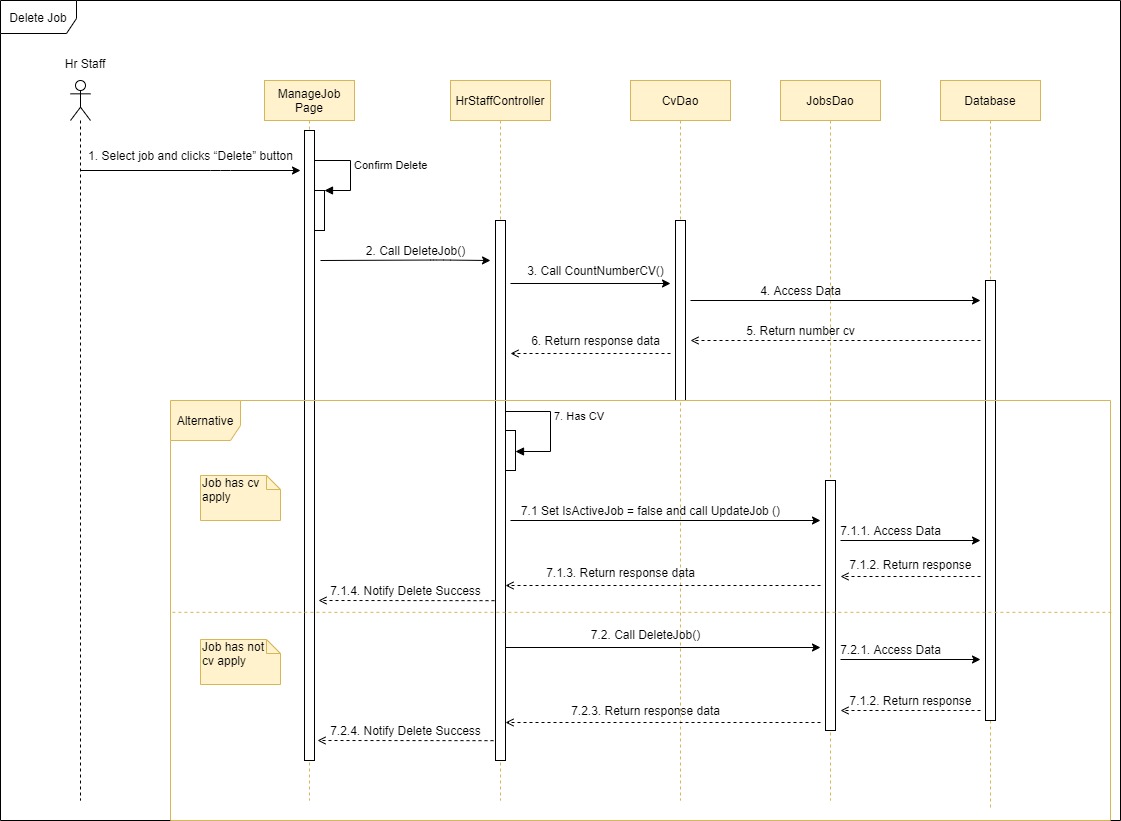 Delete Job
Hr Staff
ManageJob
Page
HrStaffController
CvDao
JobsDao
Database
1. Select job and clicks “Delete” button
Confirm Delete
2. Call DeleteJob()
3. Call CountNumberCV()
4. Access Data
5. Return number cv
6. Return response data
Alternative
7. Has CV
Job has cv
apply
7.1 Set IsActiveJob = false and call UpdateJob ()
7.1.1. Access Data
7.1.2. Return response
7.1.3. Return response data
7.1.4. Notify Delete Success
Job has not
cv apply
7.2. Call DeleteJob()
7.2.1. Access Data
7.1.2. Return response
7.2.3. Return response data
7.2.4. Notify Delete Success